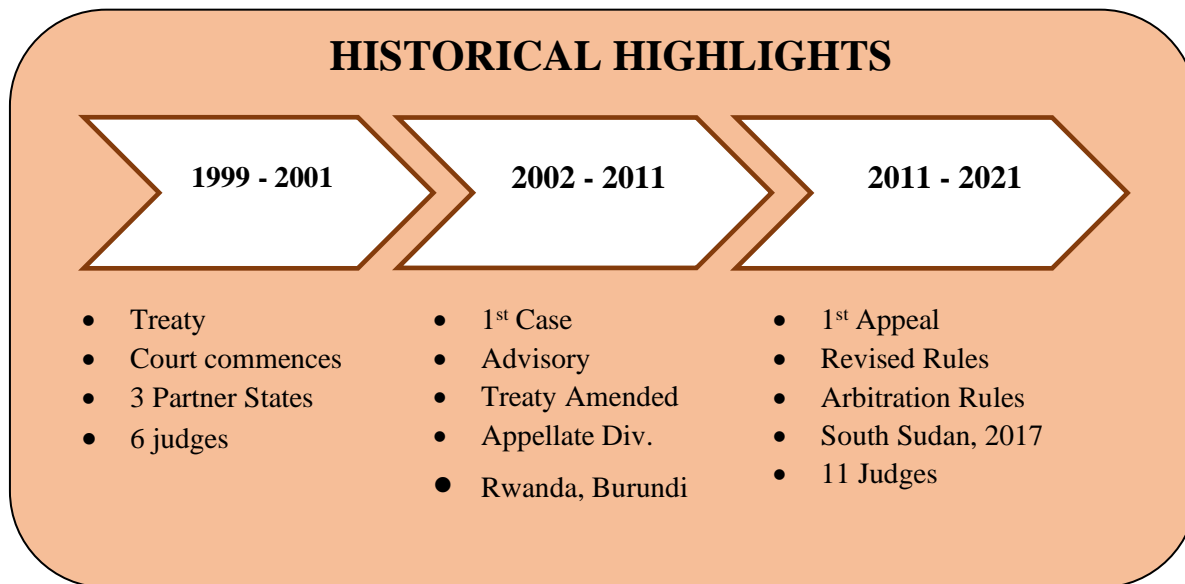 HISTORICAL HIGHLIGHTS
1999 - 2001
2002 - 2011
2011 - 2021
• Treaty
• Court commences
• 3 Partner States
• 6 judges
• 1st Case
• Advisory
• Treaty Amended
• Appellate Div.
• Rwanda, Burundi
• 1st Appeal
• Revised Rules
• Arbitration Rules
• South Sudan, 2017
• 11 Judges